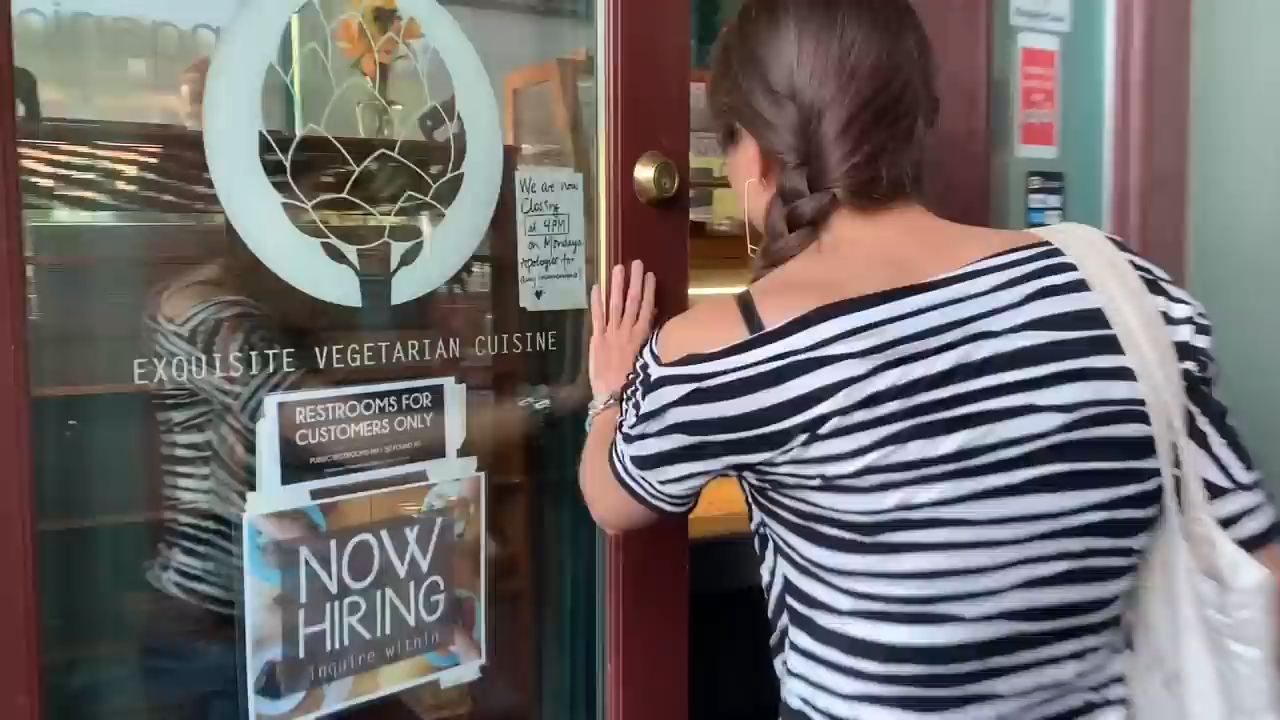 We are now
Closing
at 4PM
on Mondays
Apologies for
any inconvenience!
EXQUISITE VEGETARIAN CUISINE
RESTROOMS FOR
CUSTOMERS ONLY
NOW
HIRING
inquire within